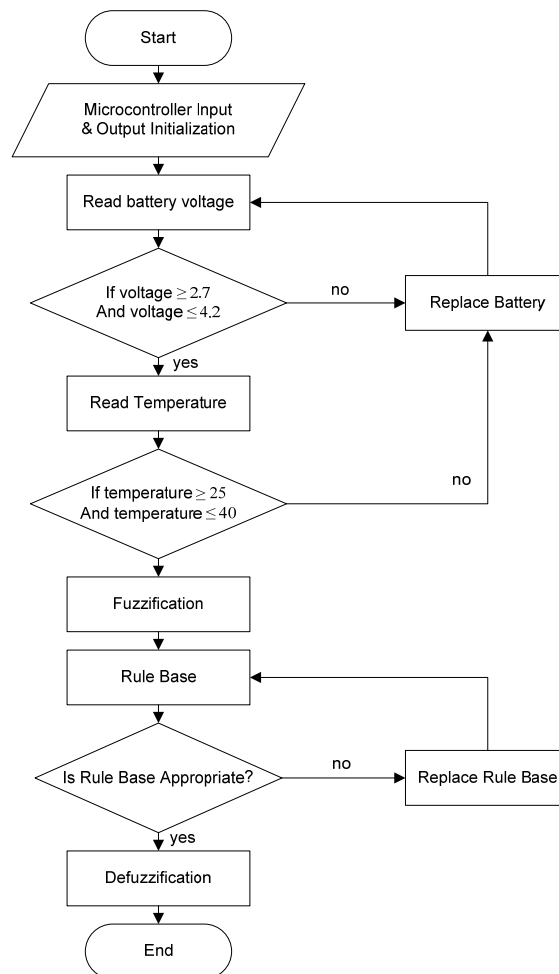 Start
Microcontroller Input
& Output Initialization
Read battery voltage
If voltage ≥ 2.7
And voltage ≤ 4.2
no
Replace Battery
yes
Read Temperature
If temperature ≥ 25
And temperature ≤ 40
no
Fuzzification
Rule Base
Is Rule Base Appropriate?
no
Replace Rule Base
yes
Defuzzification
End